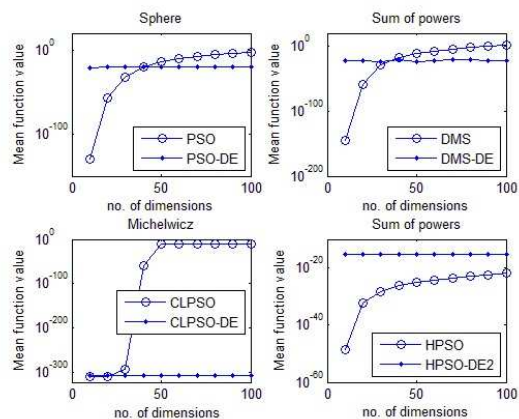 Sphere
Mean function value
10^0
10^-100
0 50 100
no. of dimensions
PSO
PSO-DE
Sum of powers
Mean function value
10^0
10^-100
10^-200
0 50 100
no. of dimensions
DMS
DMS-DE
Michelwicz
Mean function value
10^0
10^-100
10^-200
10^-300
0 50 100
no. of dimensions
CLPSO
CLPSO-DE
Sum of powers
Mean function value
10^-20
10^-40
10^-60
0 50 100
no. of dimensions
HPSO
HPSO-DE2